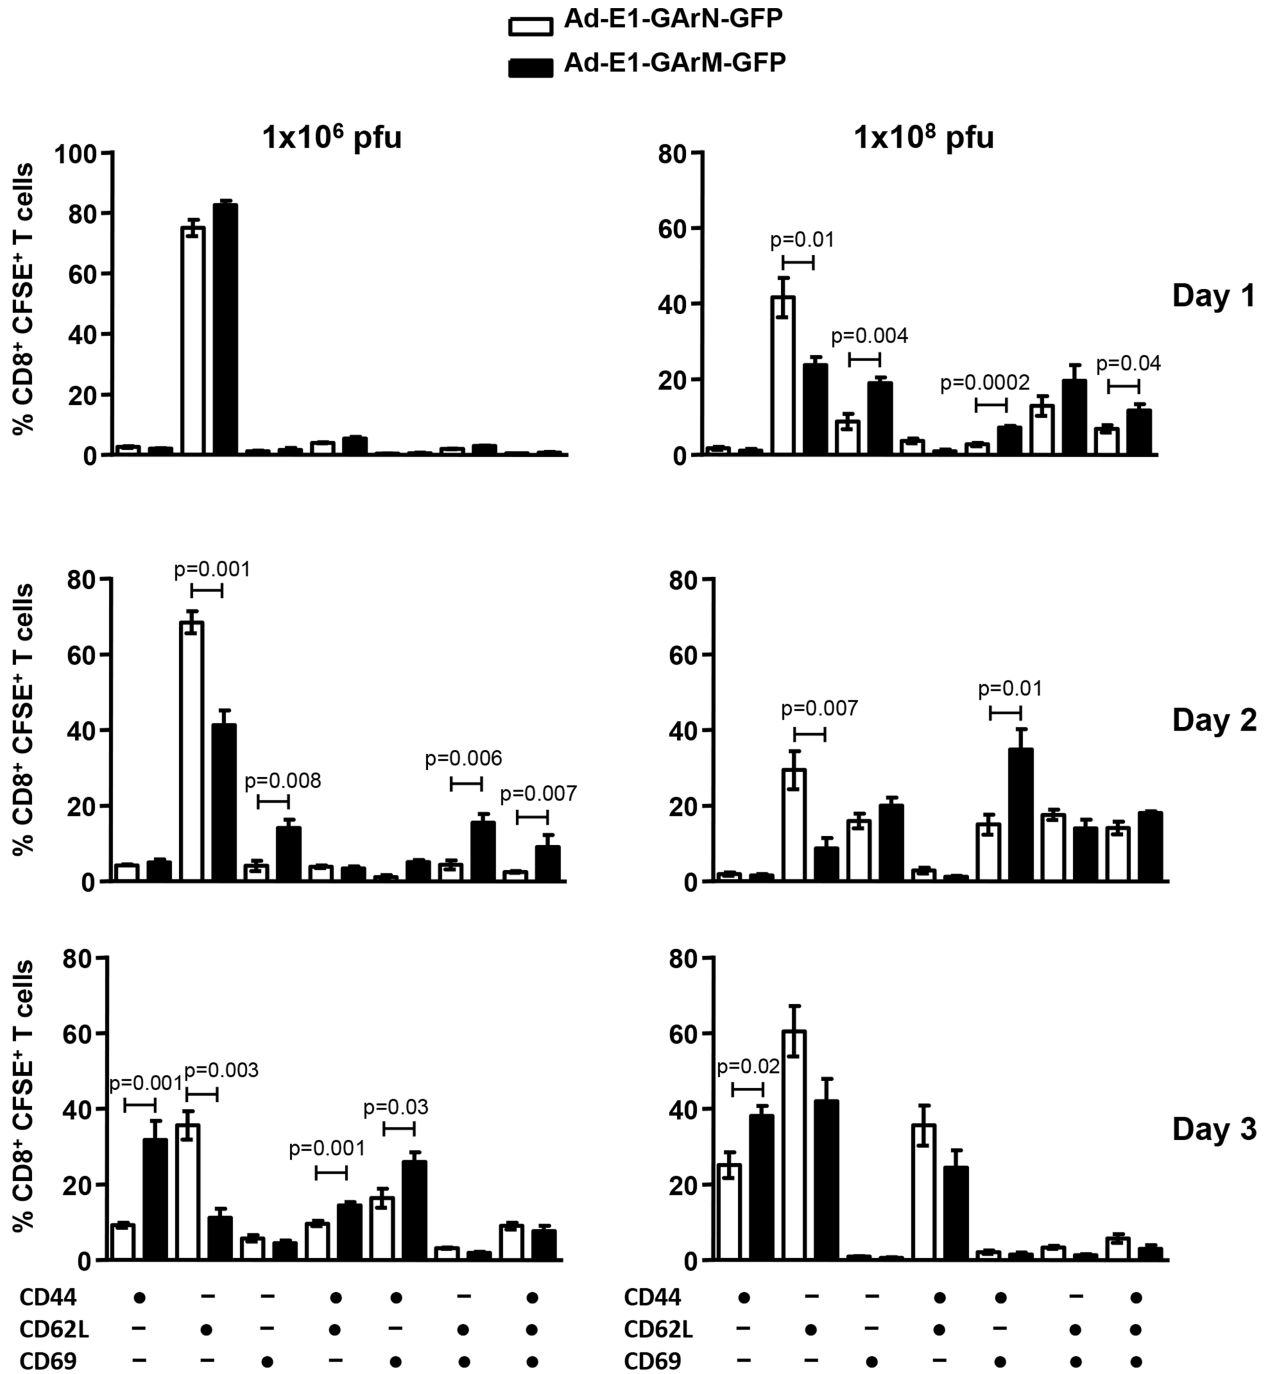 Ad-E1-GArN-GFP
Ad-E1-GArM-GFP
1x10⁶ pfu
1x10⁸ pfu
% CD8⁺ CFSE⁺ T cells
100
80
60
40
20
0
80
60
40
20
0
p=0.01
p=0.004
p=0.0002
p=0.04
Day 1
% CD8⁺ CFSE⁺ T cells
80
60
40
20
0
p=0.001
p=0.008
p=0.006
p=0.007
80
60
40
20
0
p=0.007
p=0.01
Day 2
% CD8⁺ CFSE⁺ T cells
80
60
40
20
0
p=0.001
p=0.003
p=0.001
p=0.03
80
60
40
20
0
p=0.02
Day 3
CD44 ● – – ● ● – ●
CD62L – ● – ● – ● ●
CD69 – – ● – ● ● ●
CD44 ● – – ● ● – ●
CD62L – ● – ● – ● ●
CD69 – – ● – ● ● ●